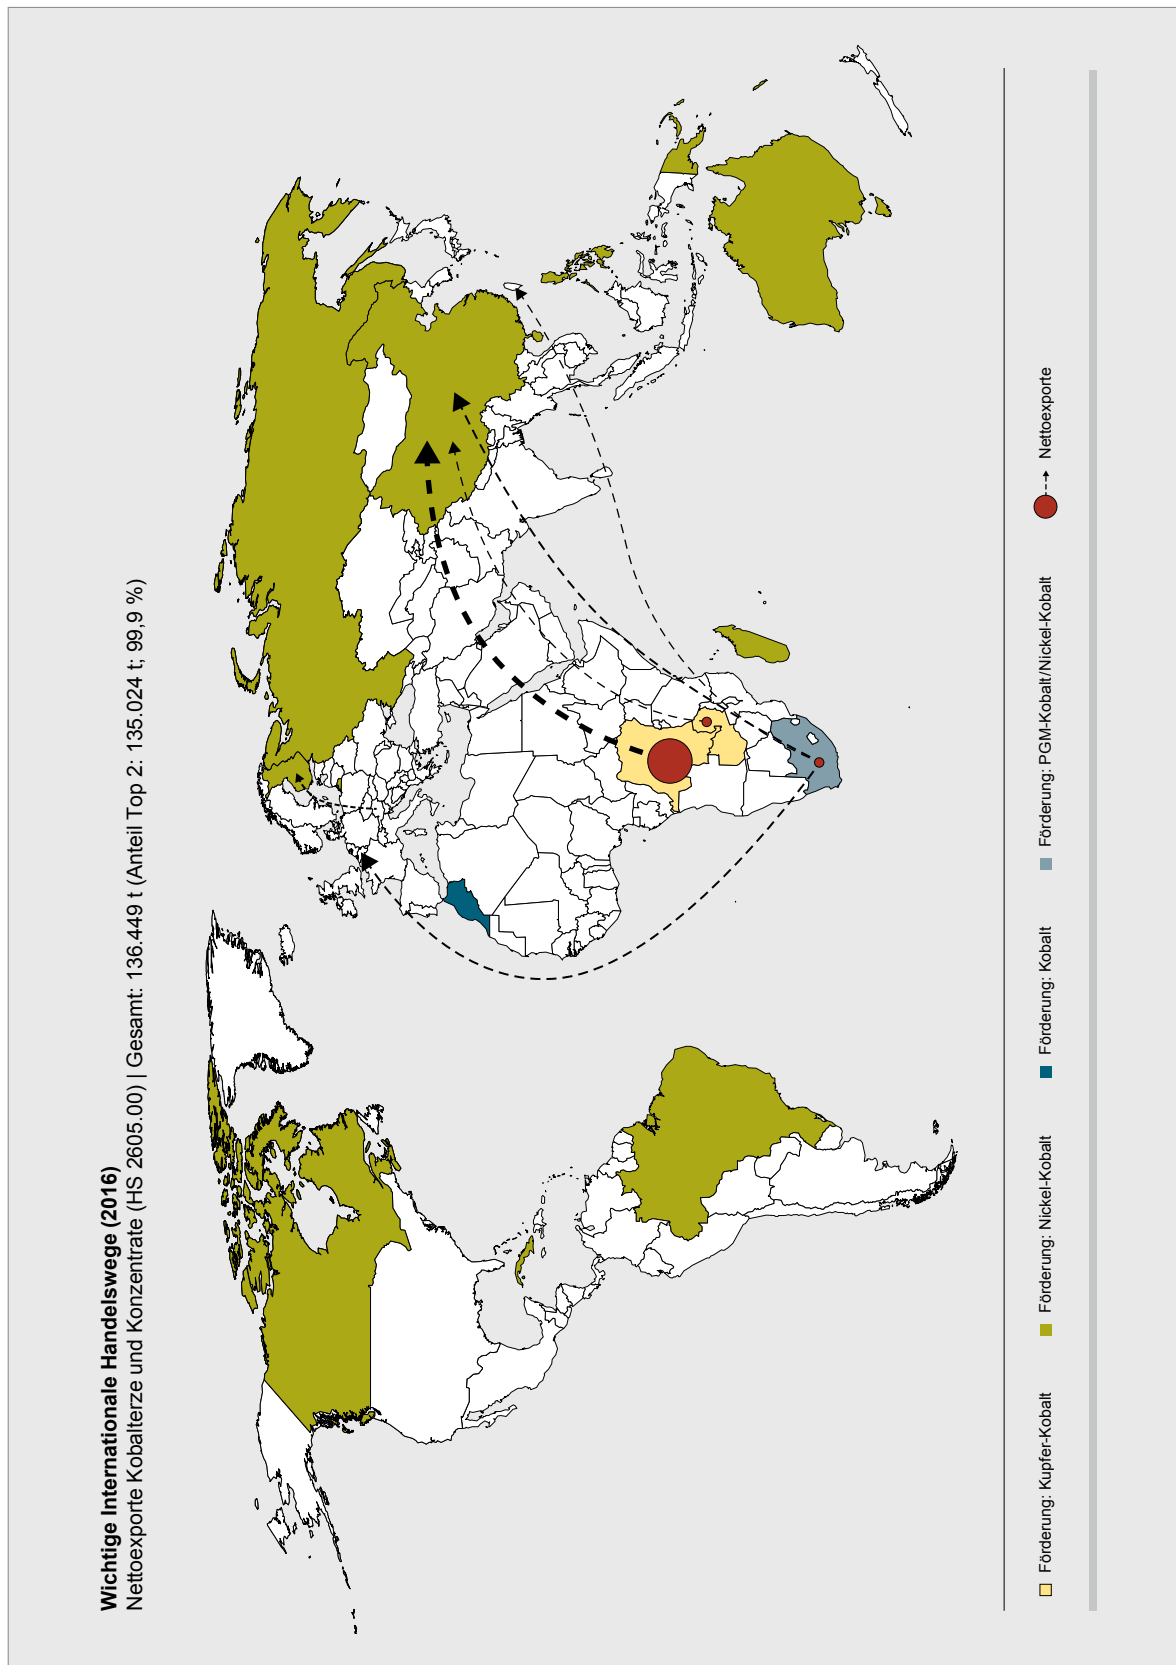 Wichtige Internationale Handelswege (2016)
Nettoexporte Kobalterze und Konzentrate (HS 2605.00) | Gesamt: 136.449 t (Anteil Top 2: 135.024 t; 99,9 %)
Förderung: Kupfer-Kobalt
Förderung: Nickel-Kobalt
Förderung: Kobalt
Förderung: PGM-Kobalt/Nickel-Kobalt
Nettoexporte